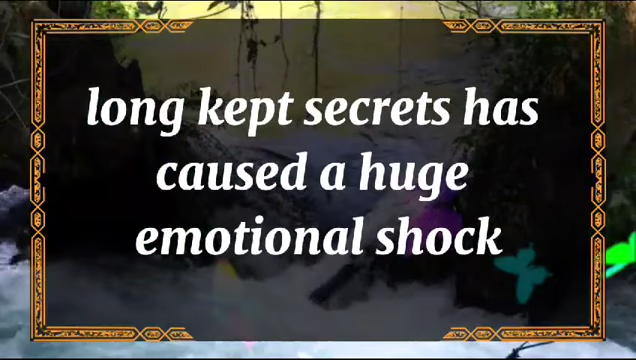 long kept secrets has
caused a huge
emotional shock